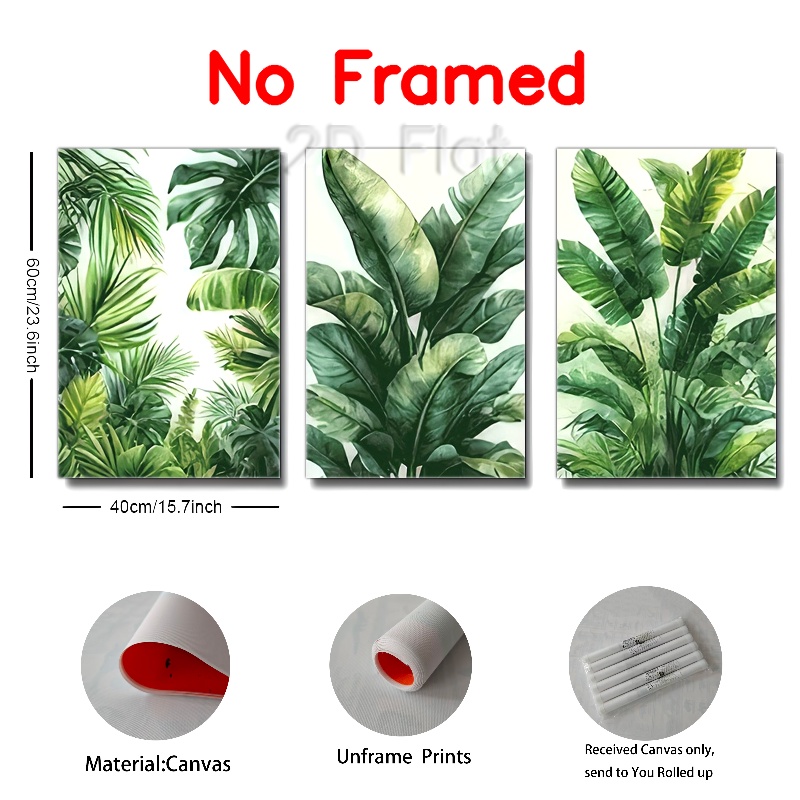 No Framed
2D Flat
60cm/23.6inch
40cm/15.7inch
Material:Canvas
Unframe Prints
Received Canvas only,
send to You Rolled up